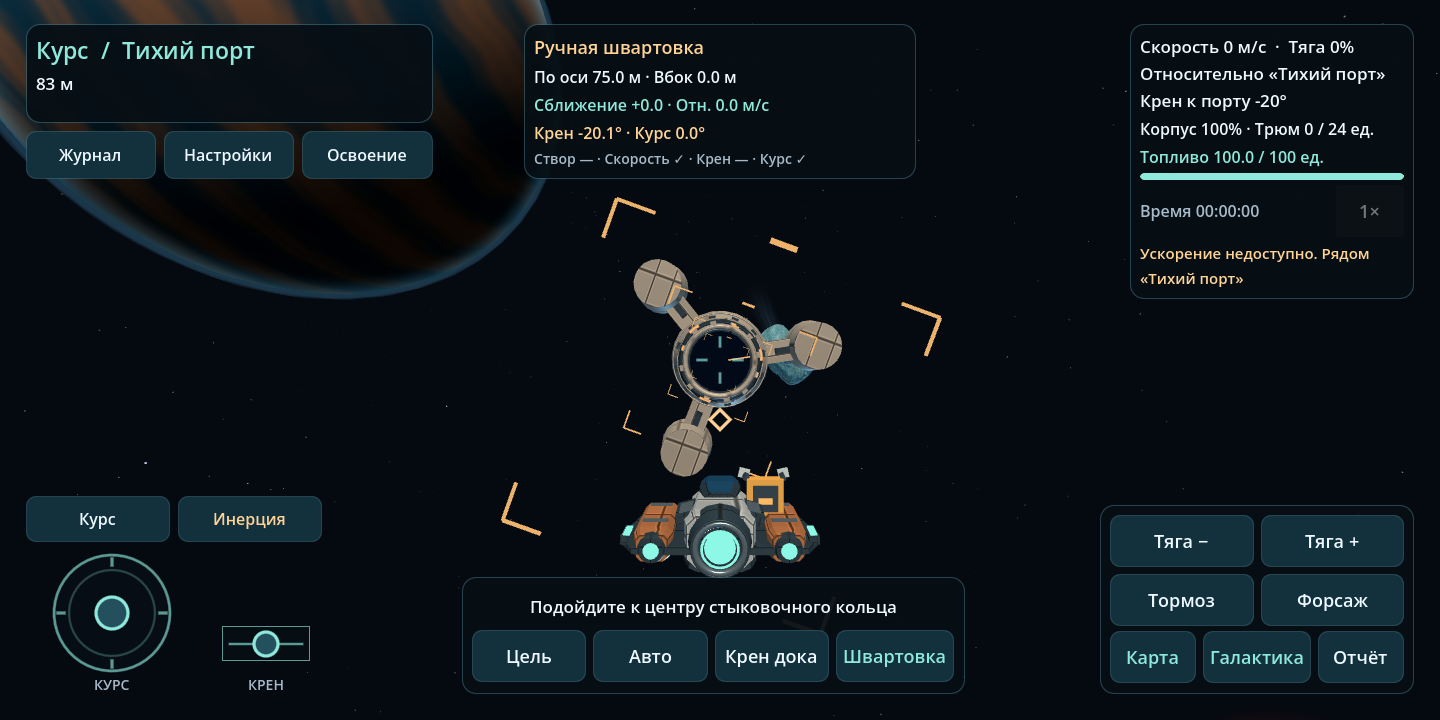 Курс / Тихий порт
83 м
Журнал
Настройки
Освоение
Ручная швартовка
По оси 75.0 м · Вбок 0.0 м
Сближение +0.0 · Отн. 0.0 м/с
Крен -20.1° · Курс 0.0°
Створ — · Скорость ✓ · Крен — · Курс ✓
Скорость 0 м/с · Тяга 0%
Относительно «Тихий порт»
Крен к порту -20°
Корпус 100% · Трюм 0 / 24 ед.
Топливо 100.0 / 100 ед.
Время 00:00:00
1×
Ускорение недоступно. Рядом
«Тихий порт»
Курс
Инерция
КУРС
КРЕН
Подойдите к центру стыковочного кольца
Цель
Авто
Крен дока
Швартовка
Тяга −
Тяга +
Тормоз
Форсаж
Карта
Галактика
Отчёт